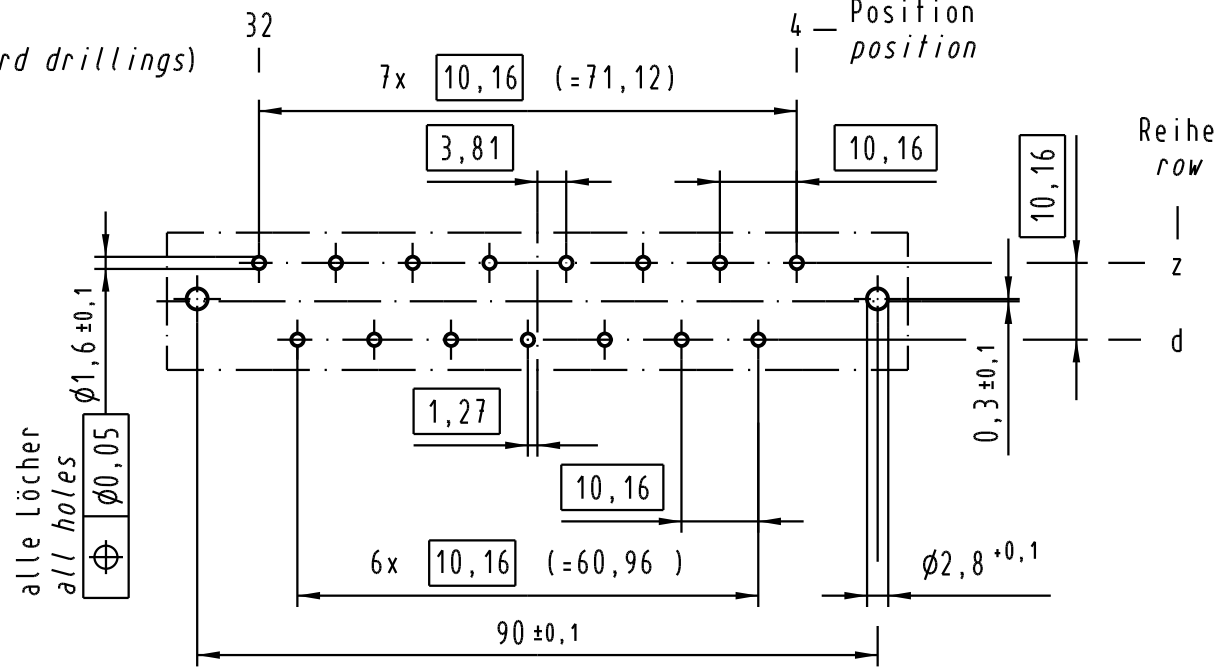 32
4 — Position
position
rd drillings)
7x 10,16 (=71,12)
3,81
10,16
10,16
Reihe
row
z
d
Ø1,6 ±0,1
0,3 ±0,1
1,27
alle Löcher
all holes
⌖ Ø0,05
10,16
6x 10,16 (=60,96 )
Ø2,8 +0,1
90 ±0,1